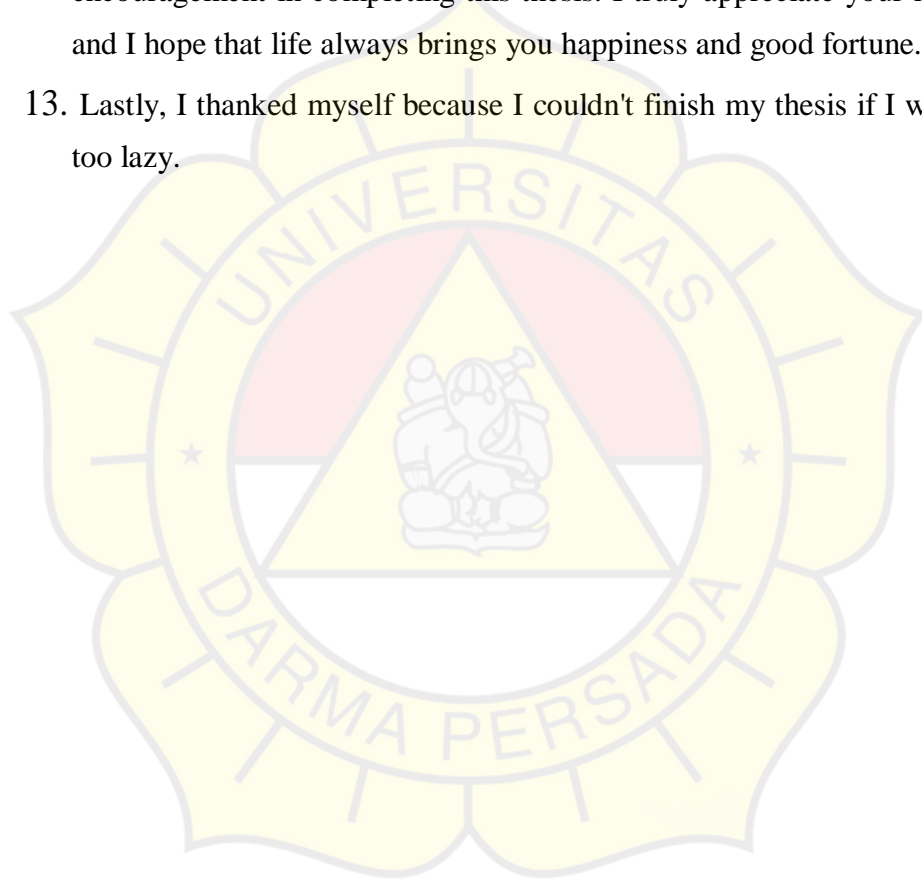 encouragement in completing this thesis. I truly appreciate your
and I hope that life always brings you happiness and good fortune.
13. Lastly, I thanked myself because I couldn't finish my thesis if I
too lazy.
UNIVERSITAS
DARMA PERSADA